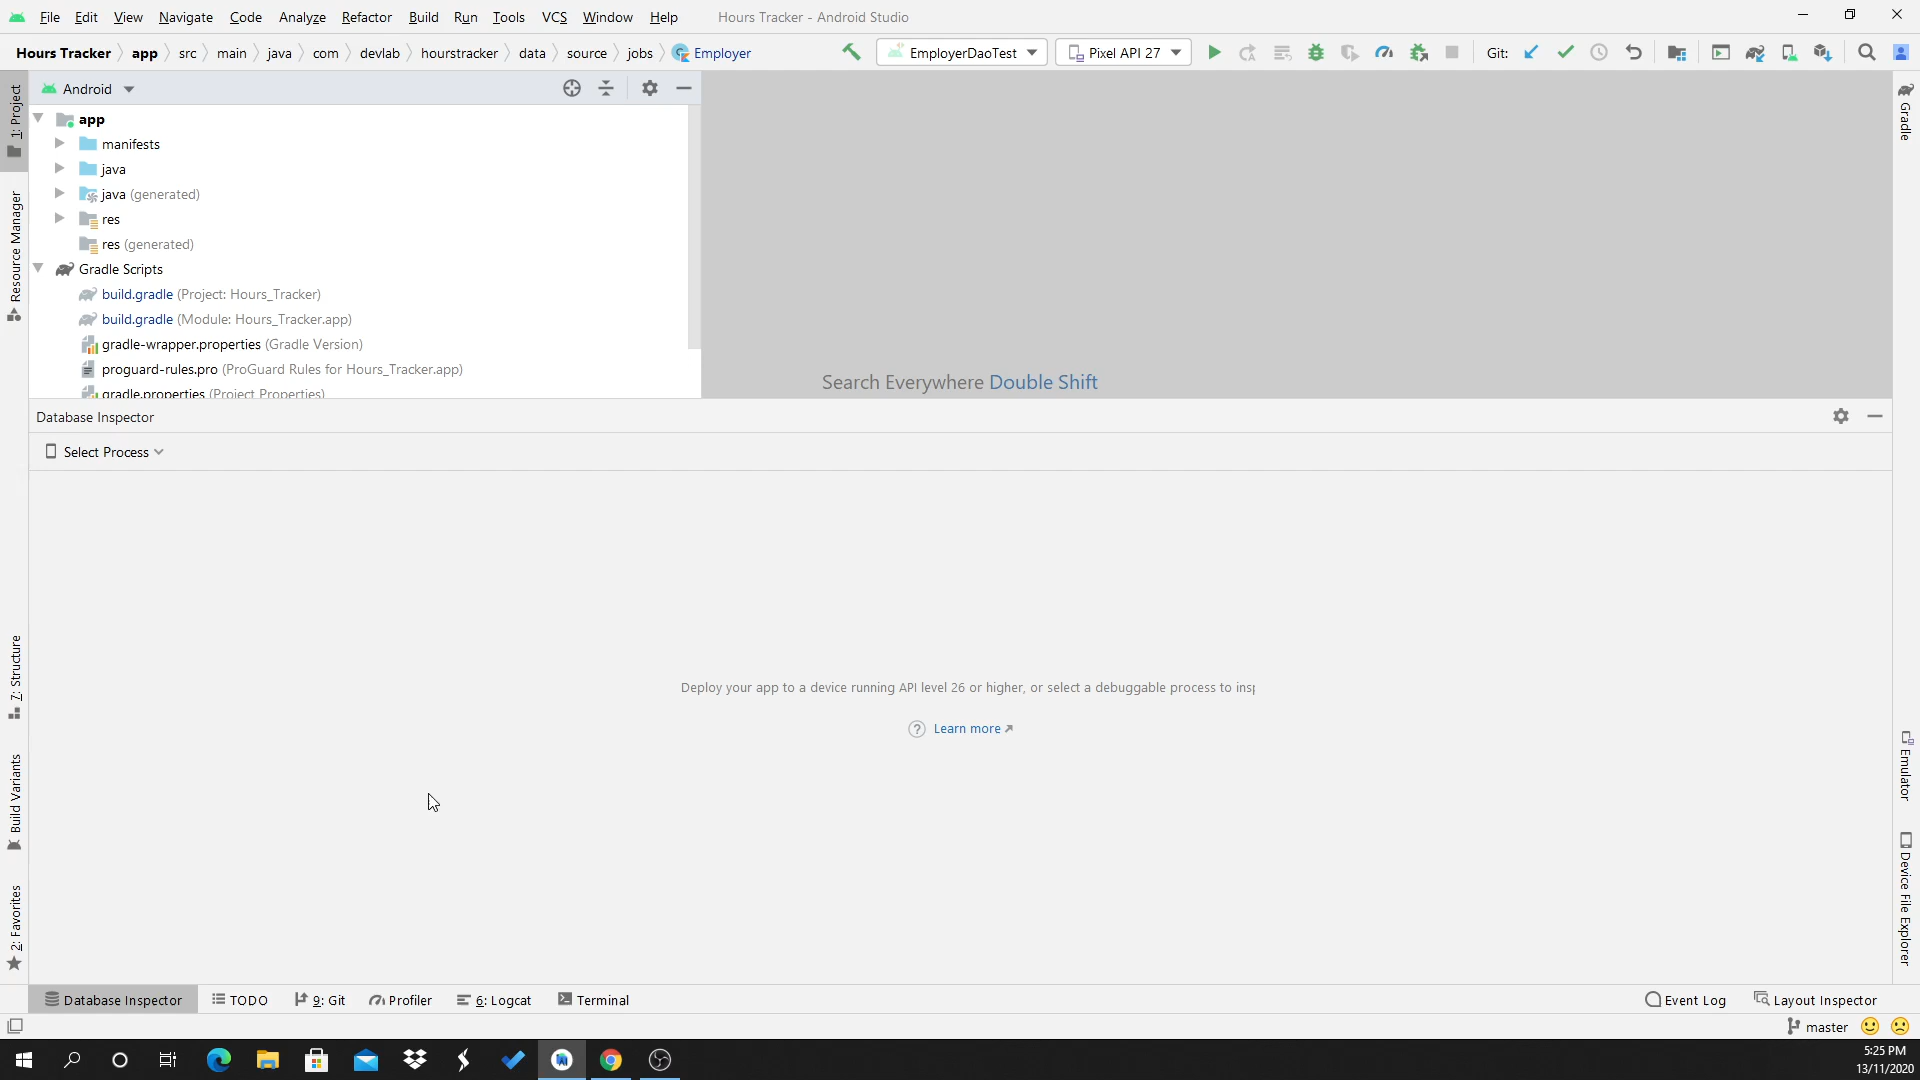 File Edit View Navigate Code Analyze Refactor Build Run Tools VCS Window Help Hours Tracker - Android Studio
Hours Tracker app src main java com devlab hourstracker data source jobs Employer EmployerDaoTest Pixel API 27 Git:
1: Project
Resource Manager
7: Structure
Build Variants
2: Favorites
Android
app
manifests
java
java (generated)
res
res (generated)
Gradle Scripts
build.gradle (Project: Hours_Tracker)
build.gradle (Module: Hours_Tracker.app)
gradle-wrapper.properties (Gradle Version)
proguard-rules.pro (ProGuard Rules for Hours_Tracker.app)
gradle.properties (Project Properties)
Search Everywhere Double Shift
Gradle
Emulator
Device File Explorer
Database Inspector
Select Process
Deploy your app to a device running API level 26 or higher, or select a debuggable process to insp
? Learn more
Database Inspector TODO 9: Git Profiler 6: Logcat Terminal Event Log Layout Inspector
master
5:25 PM
13/11/2020